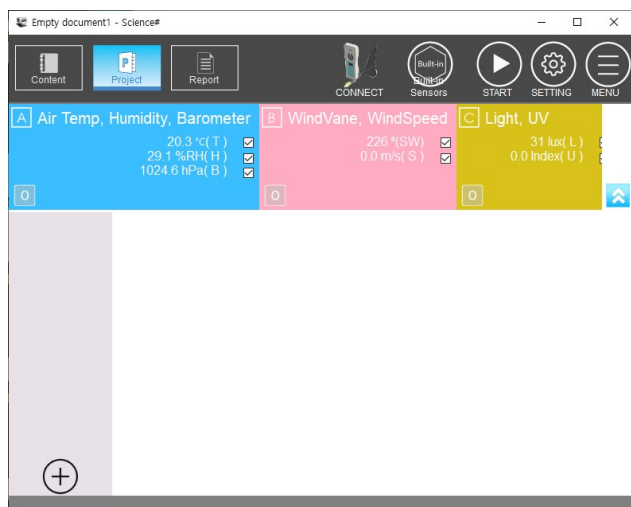 Empty document1 - Science#
Content
Project
Report
CONNECT
Built-in
Built-in
Sensors
START
SETTING
MENU
A Air Temp, Humidity, Barometer
20.3 ℃( T )
29.1 %RH( H )
1024.6 hPa( B )
0
B WindVane, WindSpeed
226 º(SW)
0.0 m/s( S )
0
C Light, UV
31 lux( L )
0.0 Index( U )
0